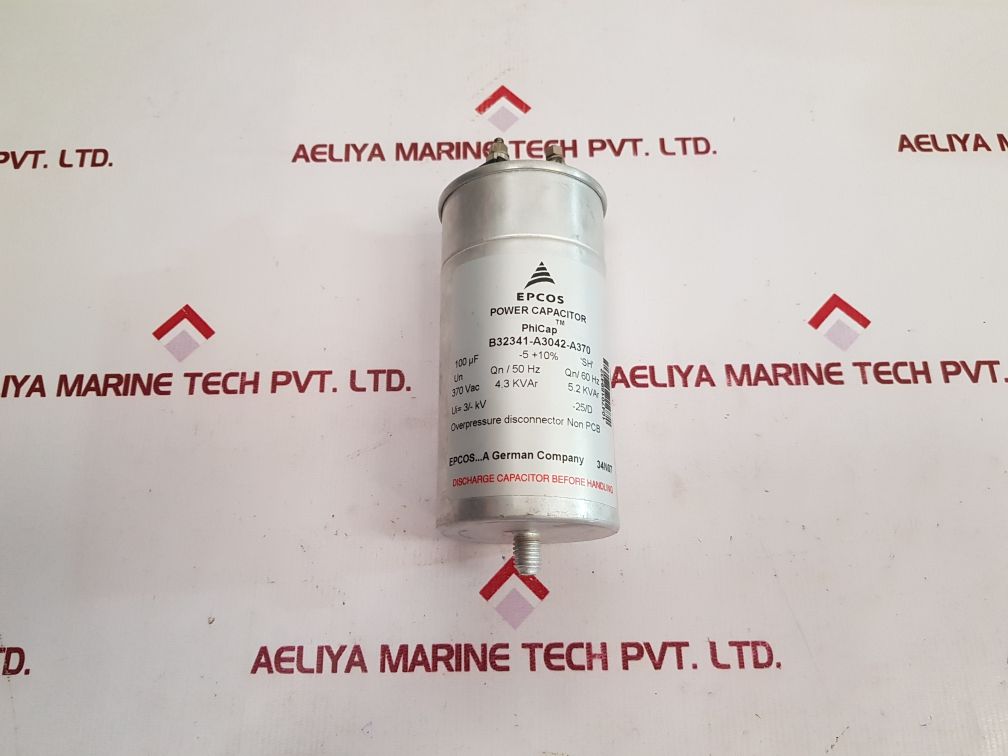 PVT. LTD.
AELIYA MARINE TECH PVT. LTD.
AELIYA MA
EPCOS
POWER CAPACITOR
PhiCap ™
B32341-A3042-A370
100 µF -5 +10% 'SH'
Un Qn / 50 Hz Qn/ 60 Hz
370 Vac 4.3 KVAr 5.2 KVAr
Ui= 3/- kV -25/D
Overpressure disconnector Non PCB
EPCOS...A German Company
DISCHARGE CAPACITOR BEFORE HANDLING
IYA MARINE TECH PVT. LTD.
AELIYA MARINE TECH P
D.
AELIYA MARINE TECH PVT. LTD.
AELIYA MAR